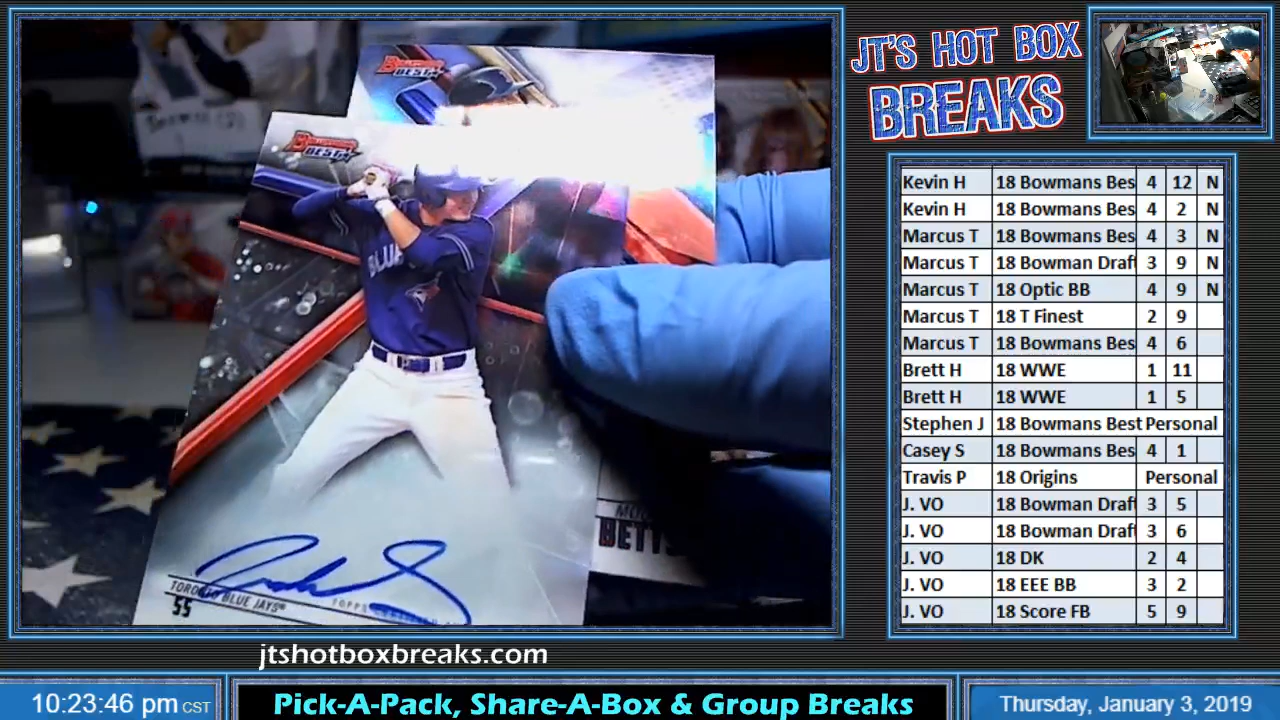 JT'S HOT BOX
BREAKS
BOWMAN'S
BEST
BOWMAN'S
BEST
BLUE
TORONTO BLUE JAYS®
SS
BETTS
Kevin H 18 Bowmans Bes 4 12 N
Kevin H 18 Bowmans Bes 4 2 N
Marcus T 18 Bowmans Bes 4 3 N
Marcus T 18 Bowman Draf 3 9 N
Marcus T 18 Optic BB 4 9 N
Marcus T 18 T Finest 2 9
Marcus T 18 Bowmans Bes 4 6
Brett H 18 WWE 1 11
Brett H 18 WWE 1 5
Stephen J 18 Bowmans Best Personal
Casey S 18 Bowmans Bes 4 1
Travis P 18 Origins Personal
J. VO 18 Bowman Draf 3 5
J. VO 18 Bowman Draf 3 6
J. VO 18 DK 2 4
J. VO 18 EEE BB 3 2
J. VO 18 Score FB 5 9
jtshotboxbreaks.com
10:23:46 pm CST
Pick-A-Pack, Share-A-Box & Group Breaks
Thursday, January 3, 2019